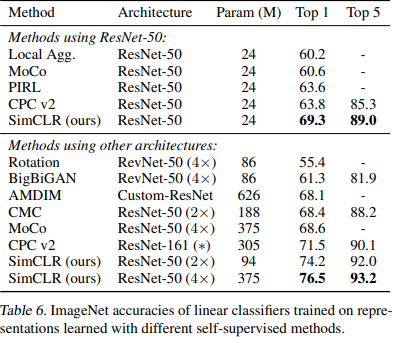 Method Architecture Param (M) Top 1 Top 5
Methods using ResNet-50:
Local Agg. ResNet-50 24 60.2 -
MoCo ResNet-50 24 60.6 -
PIRL ResNet-50 24 63.6 -
CPC v2 ResNet-50 24 63.8 85.3
SimCLR (ours) ResNet-50 24 69.3 89.0
Methods using other architectures:
Rotation RevNet-50 (4×) 86 55.4 -
BigBiGAN RevNet-50 (4×) 86 61.3 81.9
AMDIM Custom-ResNet 626 68.1 -
CMC ResNet-50 (2×) 188 68.4 88.2
MoCo ResNet-50 (4×) 375 68.6 -
CPC v2 ResNet-161 (∗) 305 71.5 90.1
SimCLR (ours) ResNet-50 (2×) 94 74.2 92.0
SimCLR (ours) ResNet-50 (4×) 375 76.5 93.2
Table 6. ImageNet accuracies of linear classifiers trained on repre-
sentations learned with different self-supervised methods.